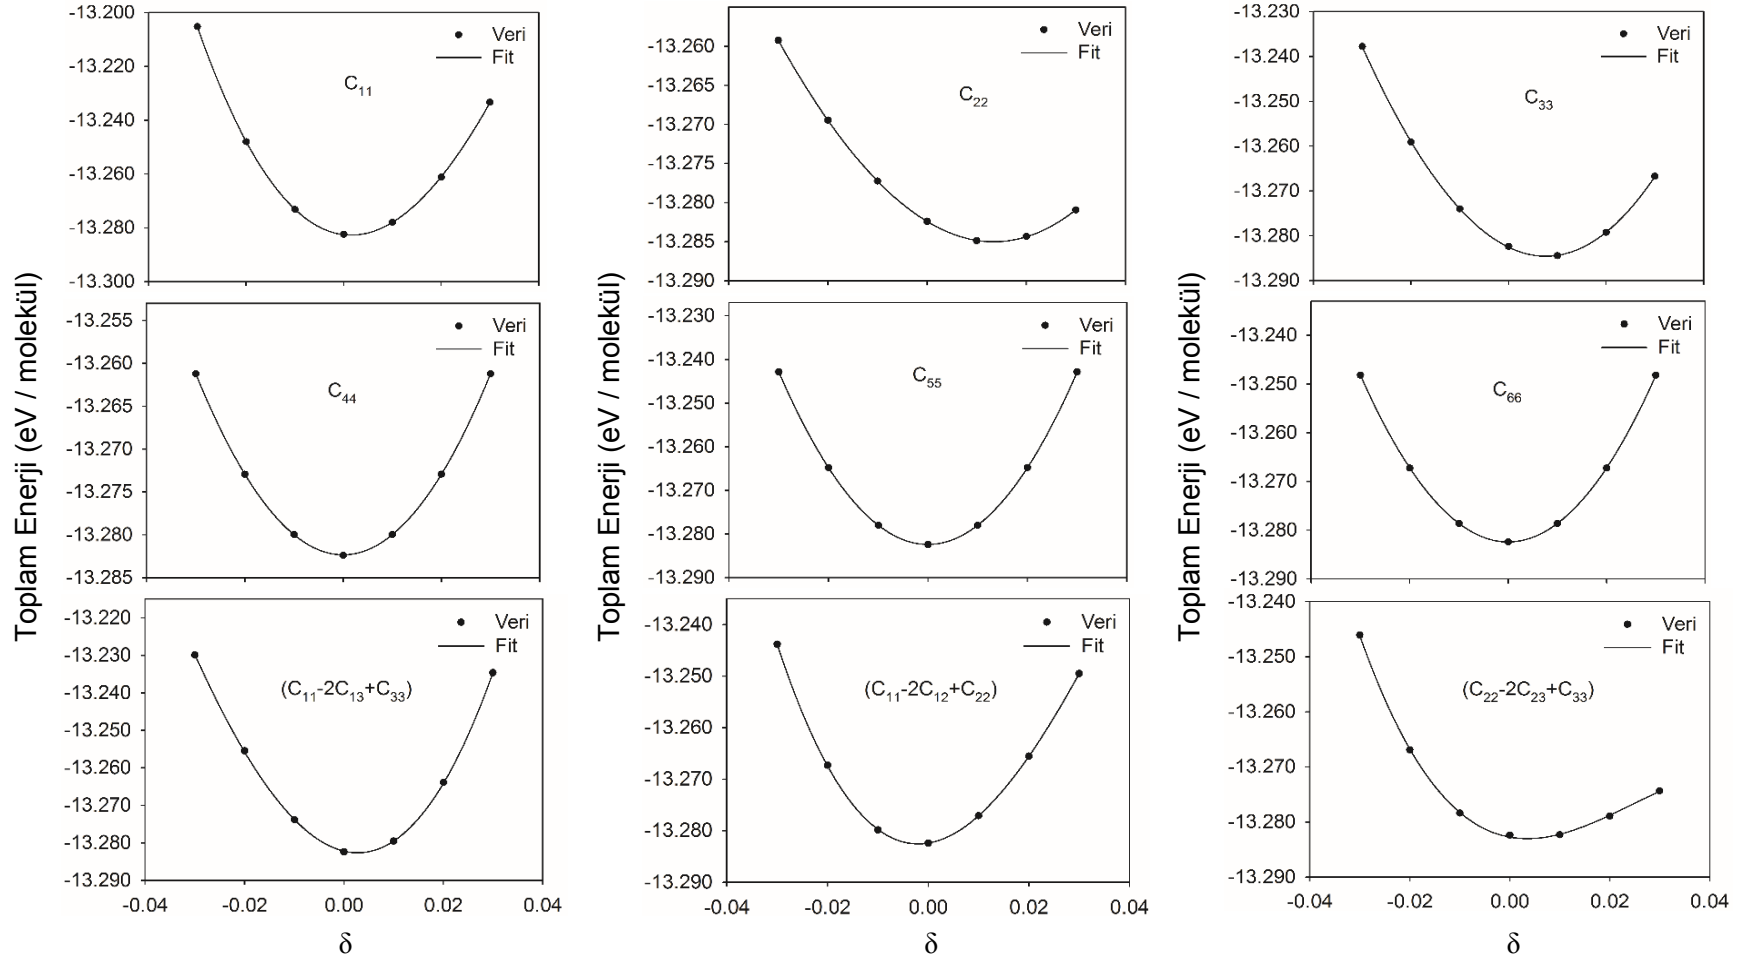 -13.200
-13.220
-13.240
-13.260
-13.280
-13.300
Veri
Fit
C11
-13.260
-13.265
-13.270
-13.275
-13.280
-13.285
-13.290
Veri
Fit
C22
-13.230
-13.240
-13.250
-13.260
-13.270
-13.280
-13.290
Veri
Fit
C33
Toplam Enerji (eV / molekül)
-13.255
-13.260
-13.265
-13.270
-13.275
-13.280
-13.285
Veri
Fit
C44
Toplam Enerji (eV / molekül)
-13.230
-13.240
-13.250
-13.260
-13.270
-13.280
-13.290
Veri
Fit
C55
Toplam Enerji (eV / molekül)
-13.240
-13.250
-13.260
-13.270
-13.280
-13.290
Veri
Fit
C66
-13.220
-13.230
-13.240
-13.250
-13.260
-13.270
-13.280
-13.290
Veri
Fit
(C11-2C13+C33)
-0.04 -0.02 0.00 0.02 0.04
δ
-13.240
-13.250
-13.260
-13.270
-13.280
-13.290
Veri
Fit
(C11-2C12+C22)
-0.04 -0.02 0.00 0.02 0.04
δ
-13.240
-13.250
-13.260
-13.270
-13.280
-13.290
Veri
Fit
(C22-2C23+C33)
-0.04 -0.02 0.00 0.02 0.04
δ